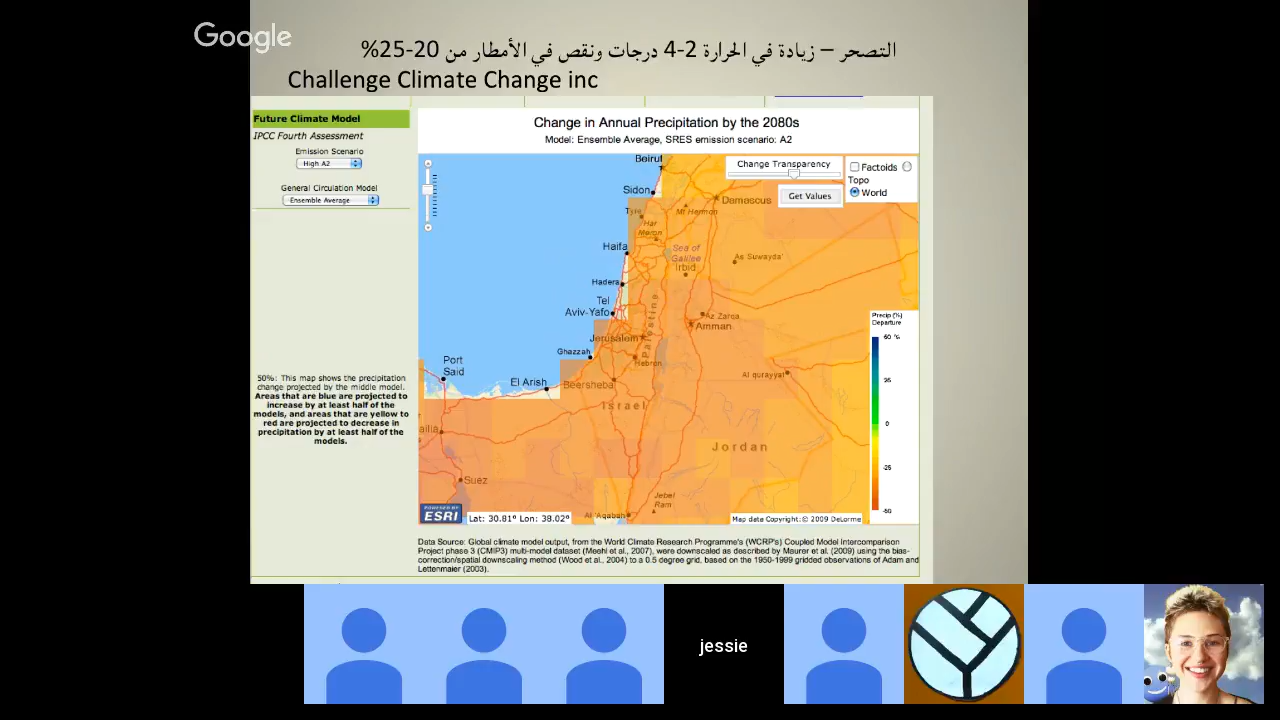 Google
التصحر – زيادة في الحرارة 2-4 درجات ونقص في الأمطار من 20-25%
Challenge Climate Change inc
Future Climate Model
IPCC Fourth Assessment
Emission Scenario
High A2
General Circulation Model
Ensemble Average
50%: This map shows the precipitation
change projected by the middle model.
Areas that are blue are projected to
increase by at least half of the
models, and areas that are yellow to
red are projected to decrease in
precipitation by at least half of the
models.
Change in Annual Precipitation by the 2080s
Model: Ensemble Average, SRES emission scenario: A2
Change Transparency
Get Values
Factoids
Topo
World
Beirut
Sidon
Damascus
Tyre
Mt Hermon
Har
Meron
Haifa
Sea of
Galilee
As Suwayda'
Irbid
Hadera
Tel
Aviv-Yafo
Az Zarqa
Amman
Palestine
Jerusalem
Ghazzah
Hebron
Port
Said
El Arish
Beersheba
Al qurayyat
Israel
Jordan
Suez
Jebel
Ram
Al 'Aqabah
Precip (%)
Departure
50 %
25
0
-25
-50
POWERED BY
ESRI
Lat: 30.81° Lon: 38.02°
Map data Copyright: © 2009 DeLorme
Data Source: Global climate model output, from the World Climate Research Programme's (WCRP's) Coupled Model Intercomparison
Project phase 3 (CMIP3) multi-model dataset (Meehl et al., 2007), were downscaled as described by Maurer et al. (2009) using the bias-
correction/spatial downscaling method (Wood et al., 2004) to a 0.5 degree grid, based on the 1950-1999 gridded observations of Adam and
Lettenmaier (2003).
jessie